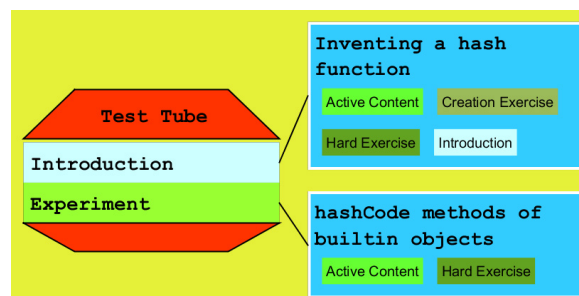 Test Tube
Introduction
Experiment
Inventing a hash
function
Active Content Creation Exercise
Hard Exercise Introduction
hashCode methods of
builtin objects
Active Content Hard Exercise